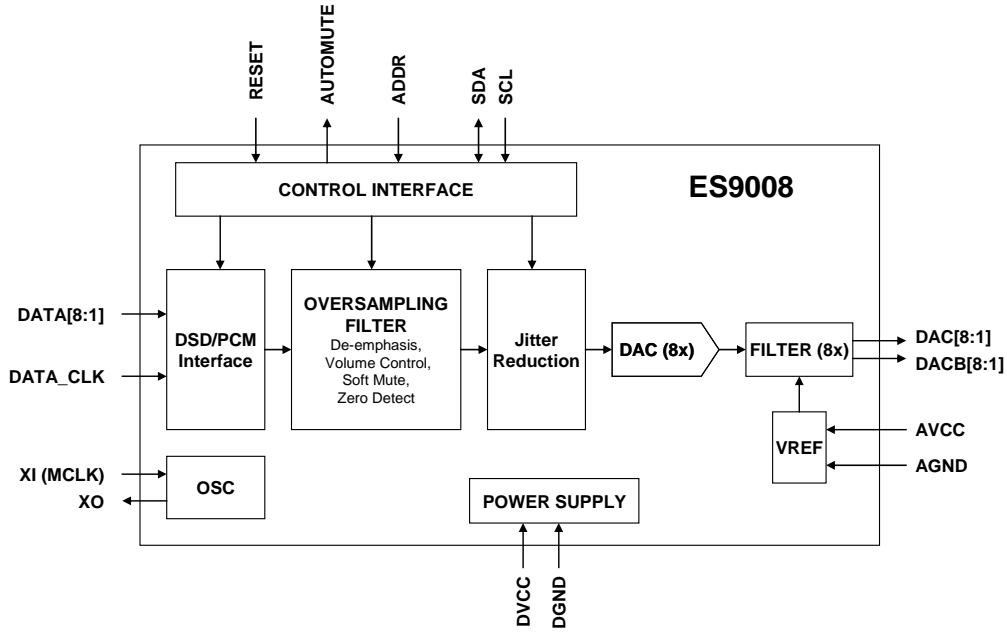 RESET
AUTOMUTE
ADDR
SDA
SCL
CONTROL INTERFACE
ES9008
DATA[8:1]
DATA_CLK
DSD/PCM
Interface
OVERSAMPLING
FILTER
De-emphasis,
Volume Control,
Soft Mute,
Zero Detect
Jitter
Reduction
DAC (8x)
FILTER (8x)
DAC[8:1]
DACB[8:1]
VREF
AVCC
AGND
XI (MCLK)
XO
OSC
POWER SUPPLY
DVCC
DGND